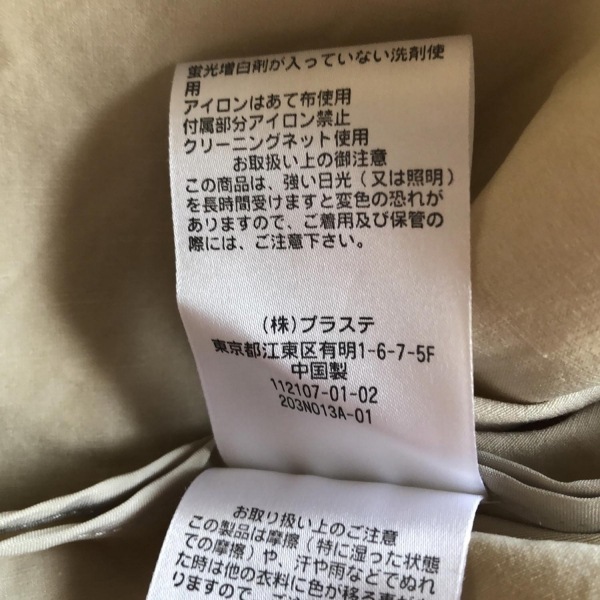 蛍光増白剤が入っていない洗剤使
用
アイロンはあて布使用
付属部分アイロン禁止
クリーニングネット使用
お取扱い上の御注意
この商品は、強い日光(又は照明)
を長時間受けますと変色の恐れが
ありますので、ご着用及び保管の
際には、ご注意下さい。
(株)プラステ
東京都江東区有明1-6-7-5F
中国製
112107-01-02
203N013A-01
お取り扱い上のご注意
この製品は摩擦(特に湿った状態
での摩擦)や、汗や雨などでぬれ
た時は他の衣料に色が移る事が
りますので